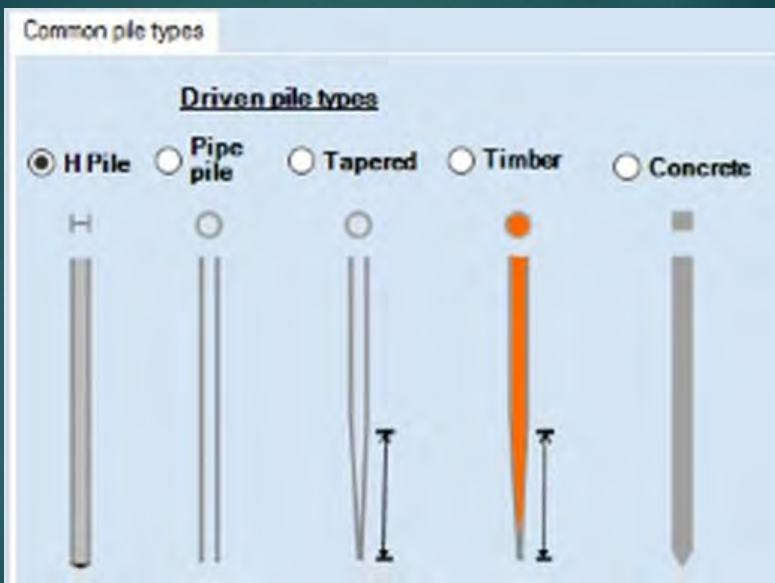 Common pile types
Driven pile types
H Pile
Pipe
pile
Tapered
Timber
Concrete